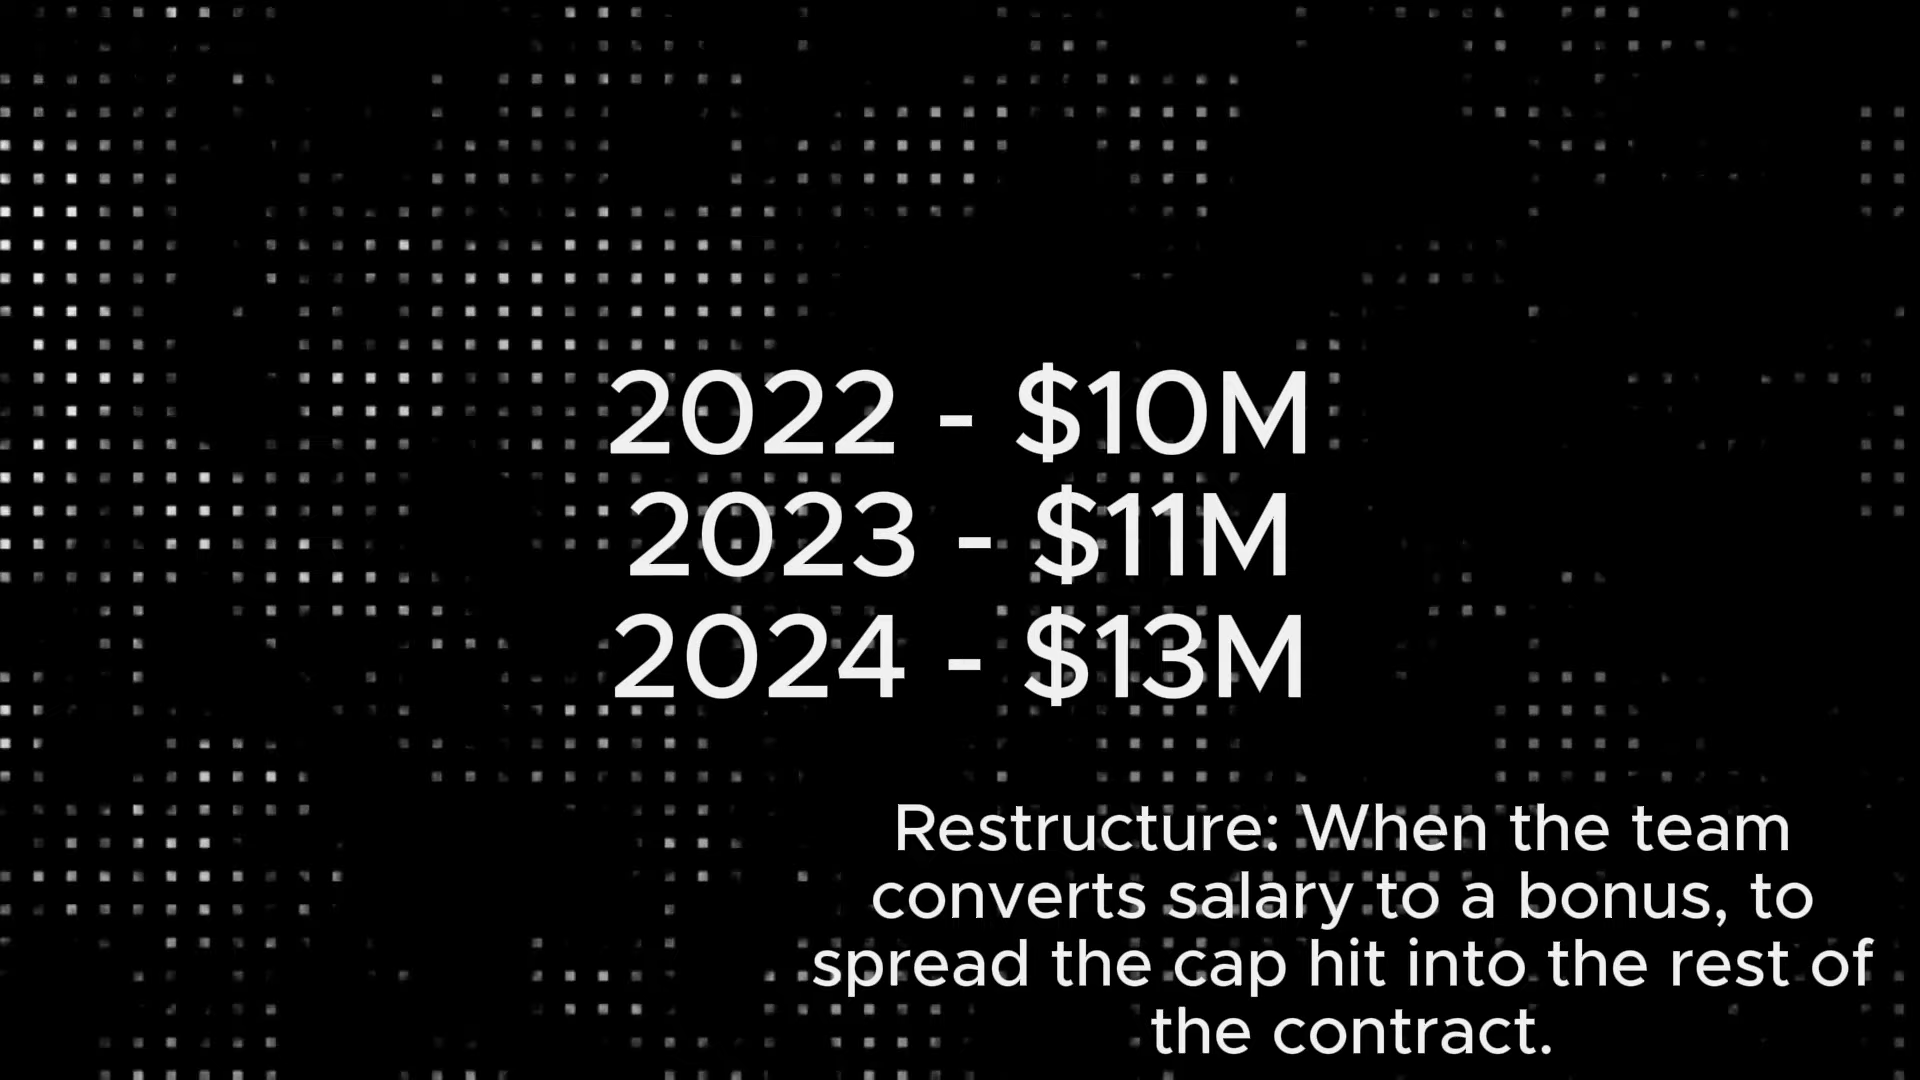 2022 - $10M
2023 - $11M
2024 - $13M
Restructure: When the team
converts salary to a bonus, to
spread the cap hit into the rest of
the contract.